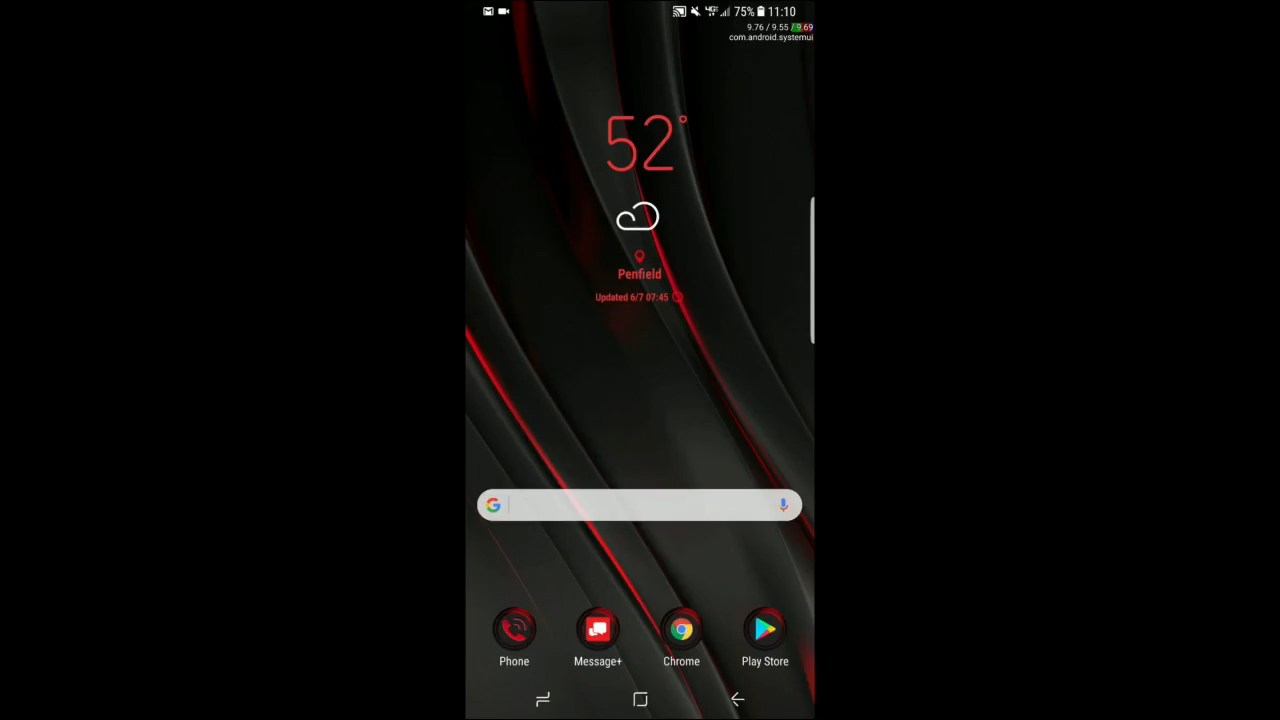 4G 75% 11:10
9.76 / 9.55 / 9.69
com.android.systemui
52°
Penfield
Updated 6/7 07:45
G
Phone Message+ Chrome Play Store